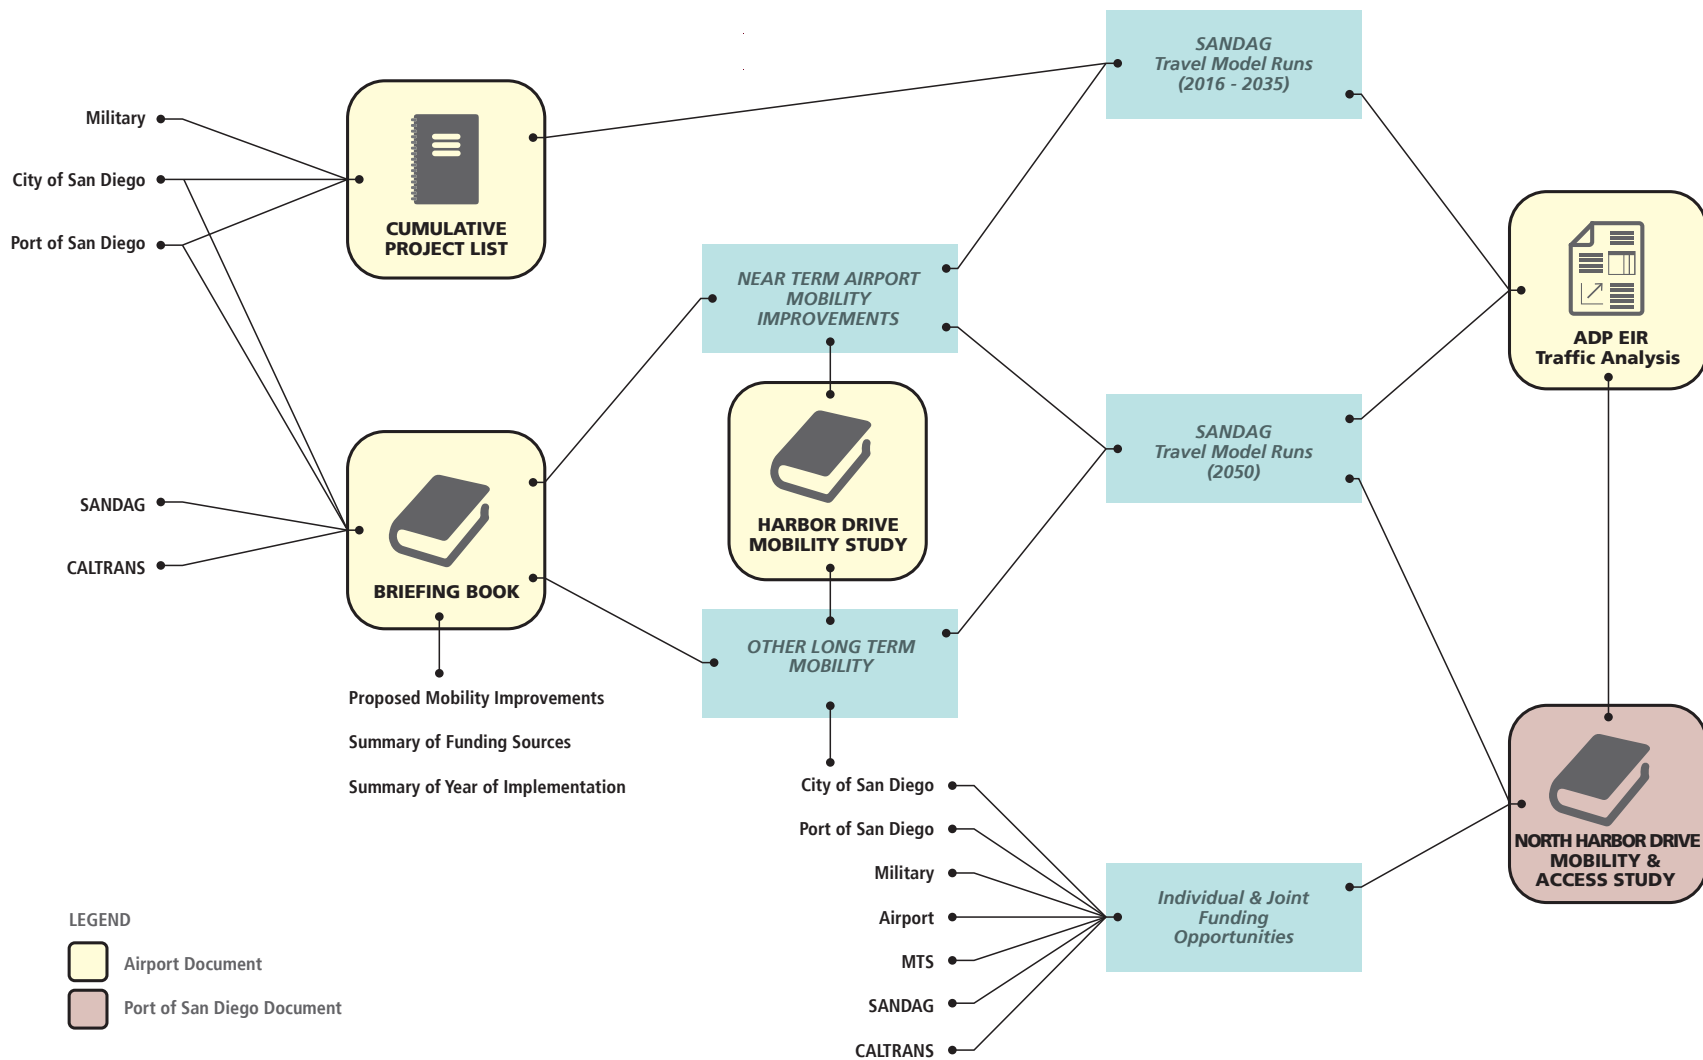 SANDAG
Travel Model Runs
(2016 - 2035)
Military
City of San Diego
Port of San Diego
CUMULATIVE
PROJECT LIST
NEAR TERM AIRPORT
MOBILITY
IMPROVEMENTS
ADP EIR
Traffic Analysis
SANDAG
Travel Model Runs
(2050)
SANDAG
CALTRANS
BRIEFING BOOK
HARBOR DRIVE
MOBILITY STUDY
OTHER LONG TERM
MOBILITY
Proposed Mobility Improvements
Summary of Funding Sources
Summary of Year of Implementation
City of San Diego
Port of San Diego
Military
Airport
MTS
SANDAG
CALTRANS
Individual & Joint
Funding
Opportunities
NORTH HARBOR DRIVE
MOBILITY &
ACCESS STUDY
LEGEND
Airport Document
Port of San Diego Document